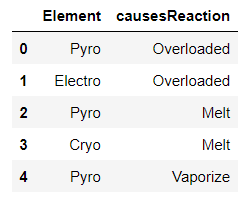 Element causesReaction
0 Pyro Overloaded
1 Electro Overloaded
2 Pyro Melt
3 Cryo Melt
4 Pyro Vaporize